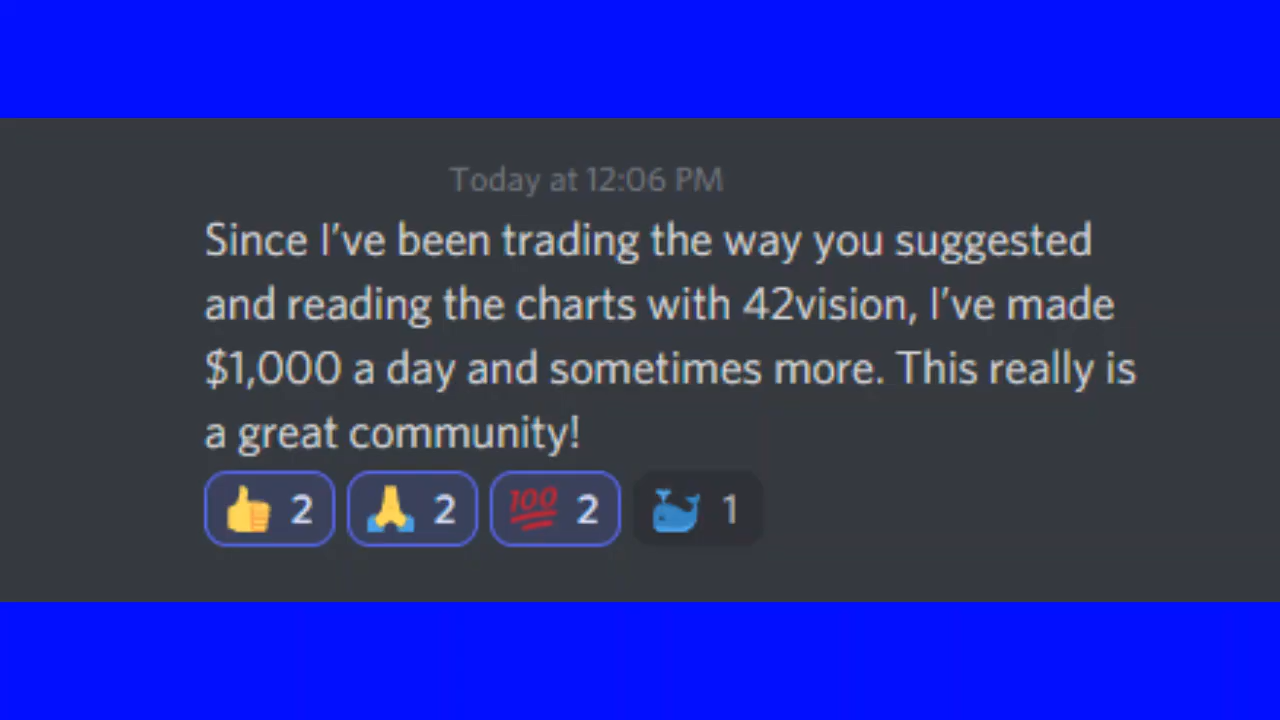 Today at 12:06 PM
Since I've been trading the way you suggested
and reading the charts with 42vision, I've made
$1,000 a day and sometimes more. This really is
a great community!
2 2 100 2 1